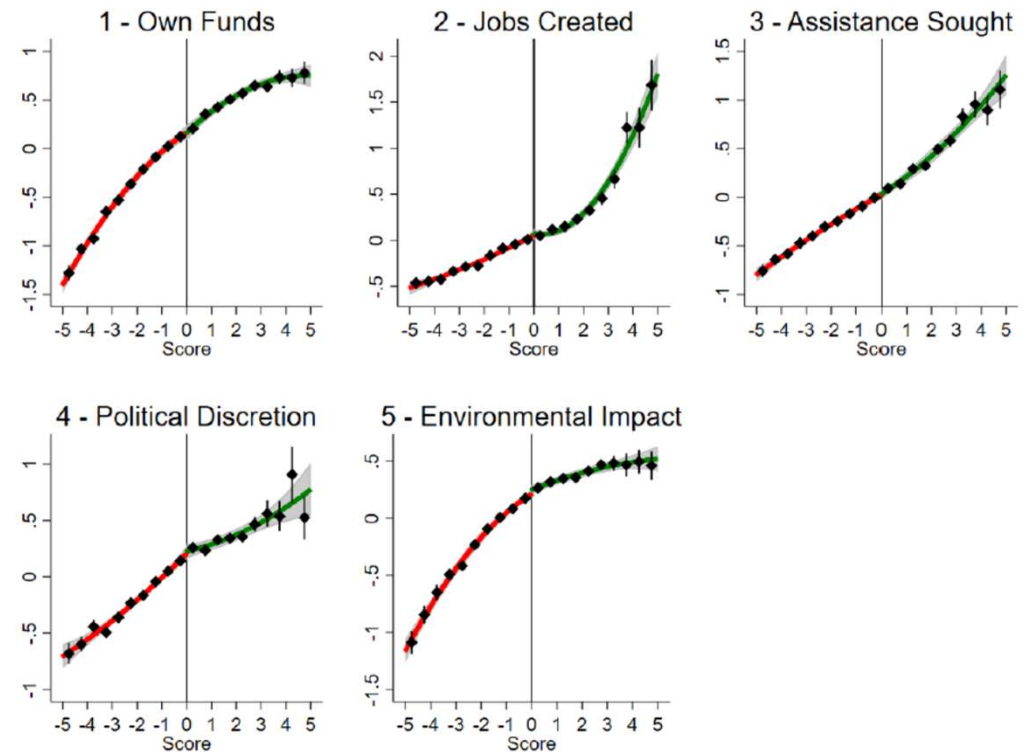 1 - Own Funds
1
.5
0
-.5
-1
-1.5
-5 -4 -3 -2 -1 0 1 2 3 4 5
Score
2 - Jobs Created
2
1.5
1
.5
0
-.5
-5 -4 -3 -2 -1 0 1 2 3 4 5
Score
3 - Assistance Sought
1.5
1
.5
0
-.5
-1
-5 -4 -3 -2 -1 0 1 2 3 4 5
Score
4 - Political Discretion
1
.5
0
-.5
-1
-5 -4 -3 -2 -1 0 1 2 3 4 5
Score
5 - Environmental Impact
.5
0
-.5
-1
-1.5
-5 -4 -3 -2 -1 0 1 2 3 4 5
Score